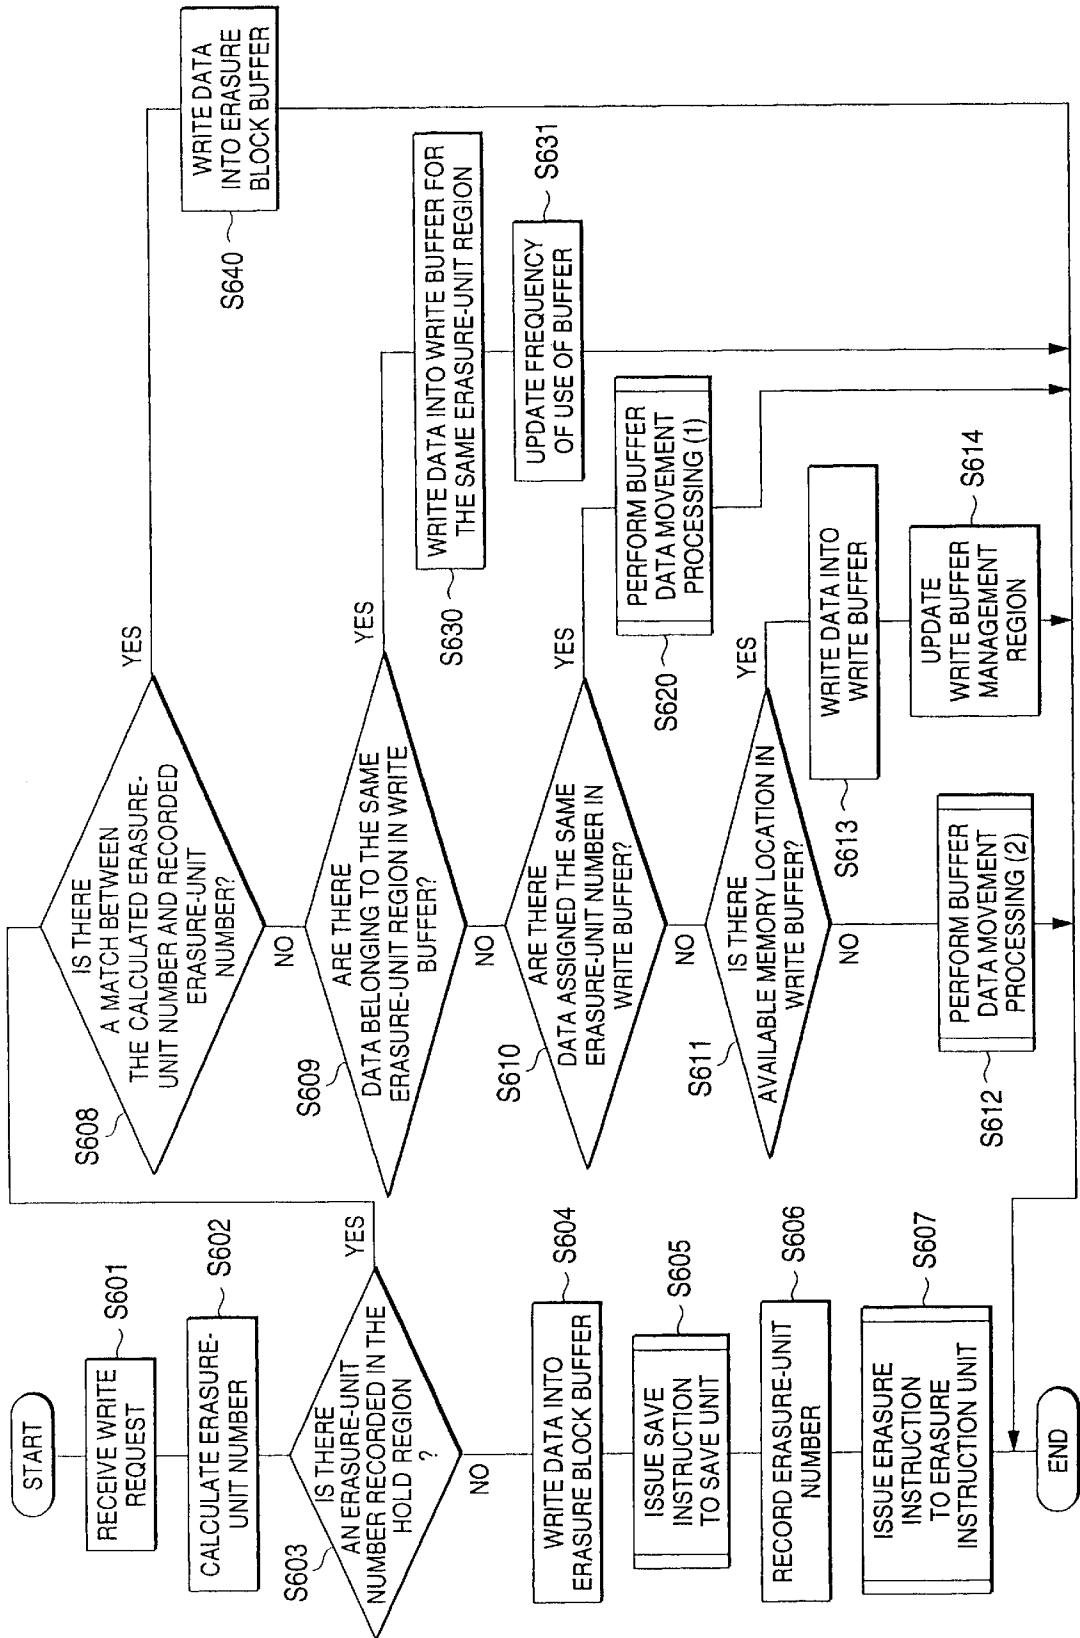 START
RECEIVE WRITE
REQUEST
S601
CALCULATE ERASURE-
UNIT NUMBER
S602
IS THERE
AN ERASURE-UNIT
NUMBER RECORDED IN THE
HOLD REGION
?
S603
YES
NO
WRITE DATA INTO
ERASURE BLOCK BUFFER
S604
ISSUE SAVE
INSTRUCTION
TO SAVE UNIT
S605
RECORD ERASURE-UNIT
NUMBER
S606
ISSUE ERASURE
INSTRUCTION
TO ERASURE
INSTRUCTION UNIT
S607
END
IS THERE
A MATCH BETWEEN
THE CALCULATED ERASURE-
UNIT NUMBER AND RECORDED
ERASURE-UNIT
NUMBER?
S608
YES
NO
WRITE DATA
INTO ERASURE
BLOCK BUFFER
S640
ARE THERE
DATA BELONGING TO THE SAME
ERASURE-UNIT REGION IN WRITE
BUFFER?
S609
YES
NO
WRITE DATA INTO WRITE BUFFER FOR
THE SAME ERASURE-UNIT REGION
S630
UPDATE FREQUENCY
OF USE OF BUFFER
S631
ARE THERE
DATA ASSIGNED THE SAME
ERASURE-UNIT NUMBER IN
WRITE BUFFER?
S610
YES
NO
PERFORM BUFFER
DATA MOVEMENT
PROCESSING (1)
S620
IS THERE
AVAILABLE MEMORY LOCATION IN
WRITE BUFFER?
S611
YES
NO
WRITE DATA INTO
WRITE BUFFER
S613
UPDATE
WRITE BUFFER
MANAGEMENT
REGION
S614
PERFORM BUFFER
DATA MOVEMENT
PROCESSING (2)
S612